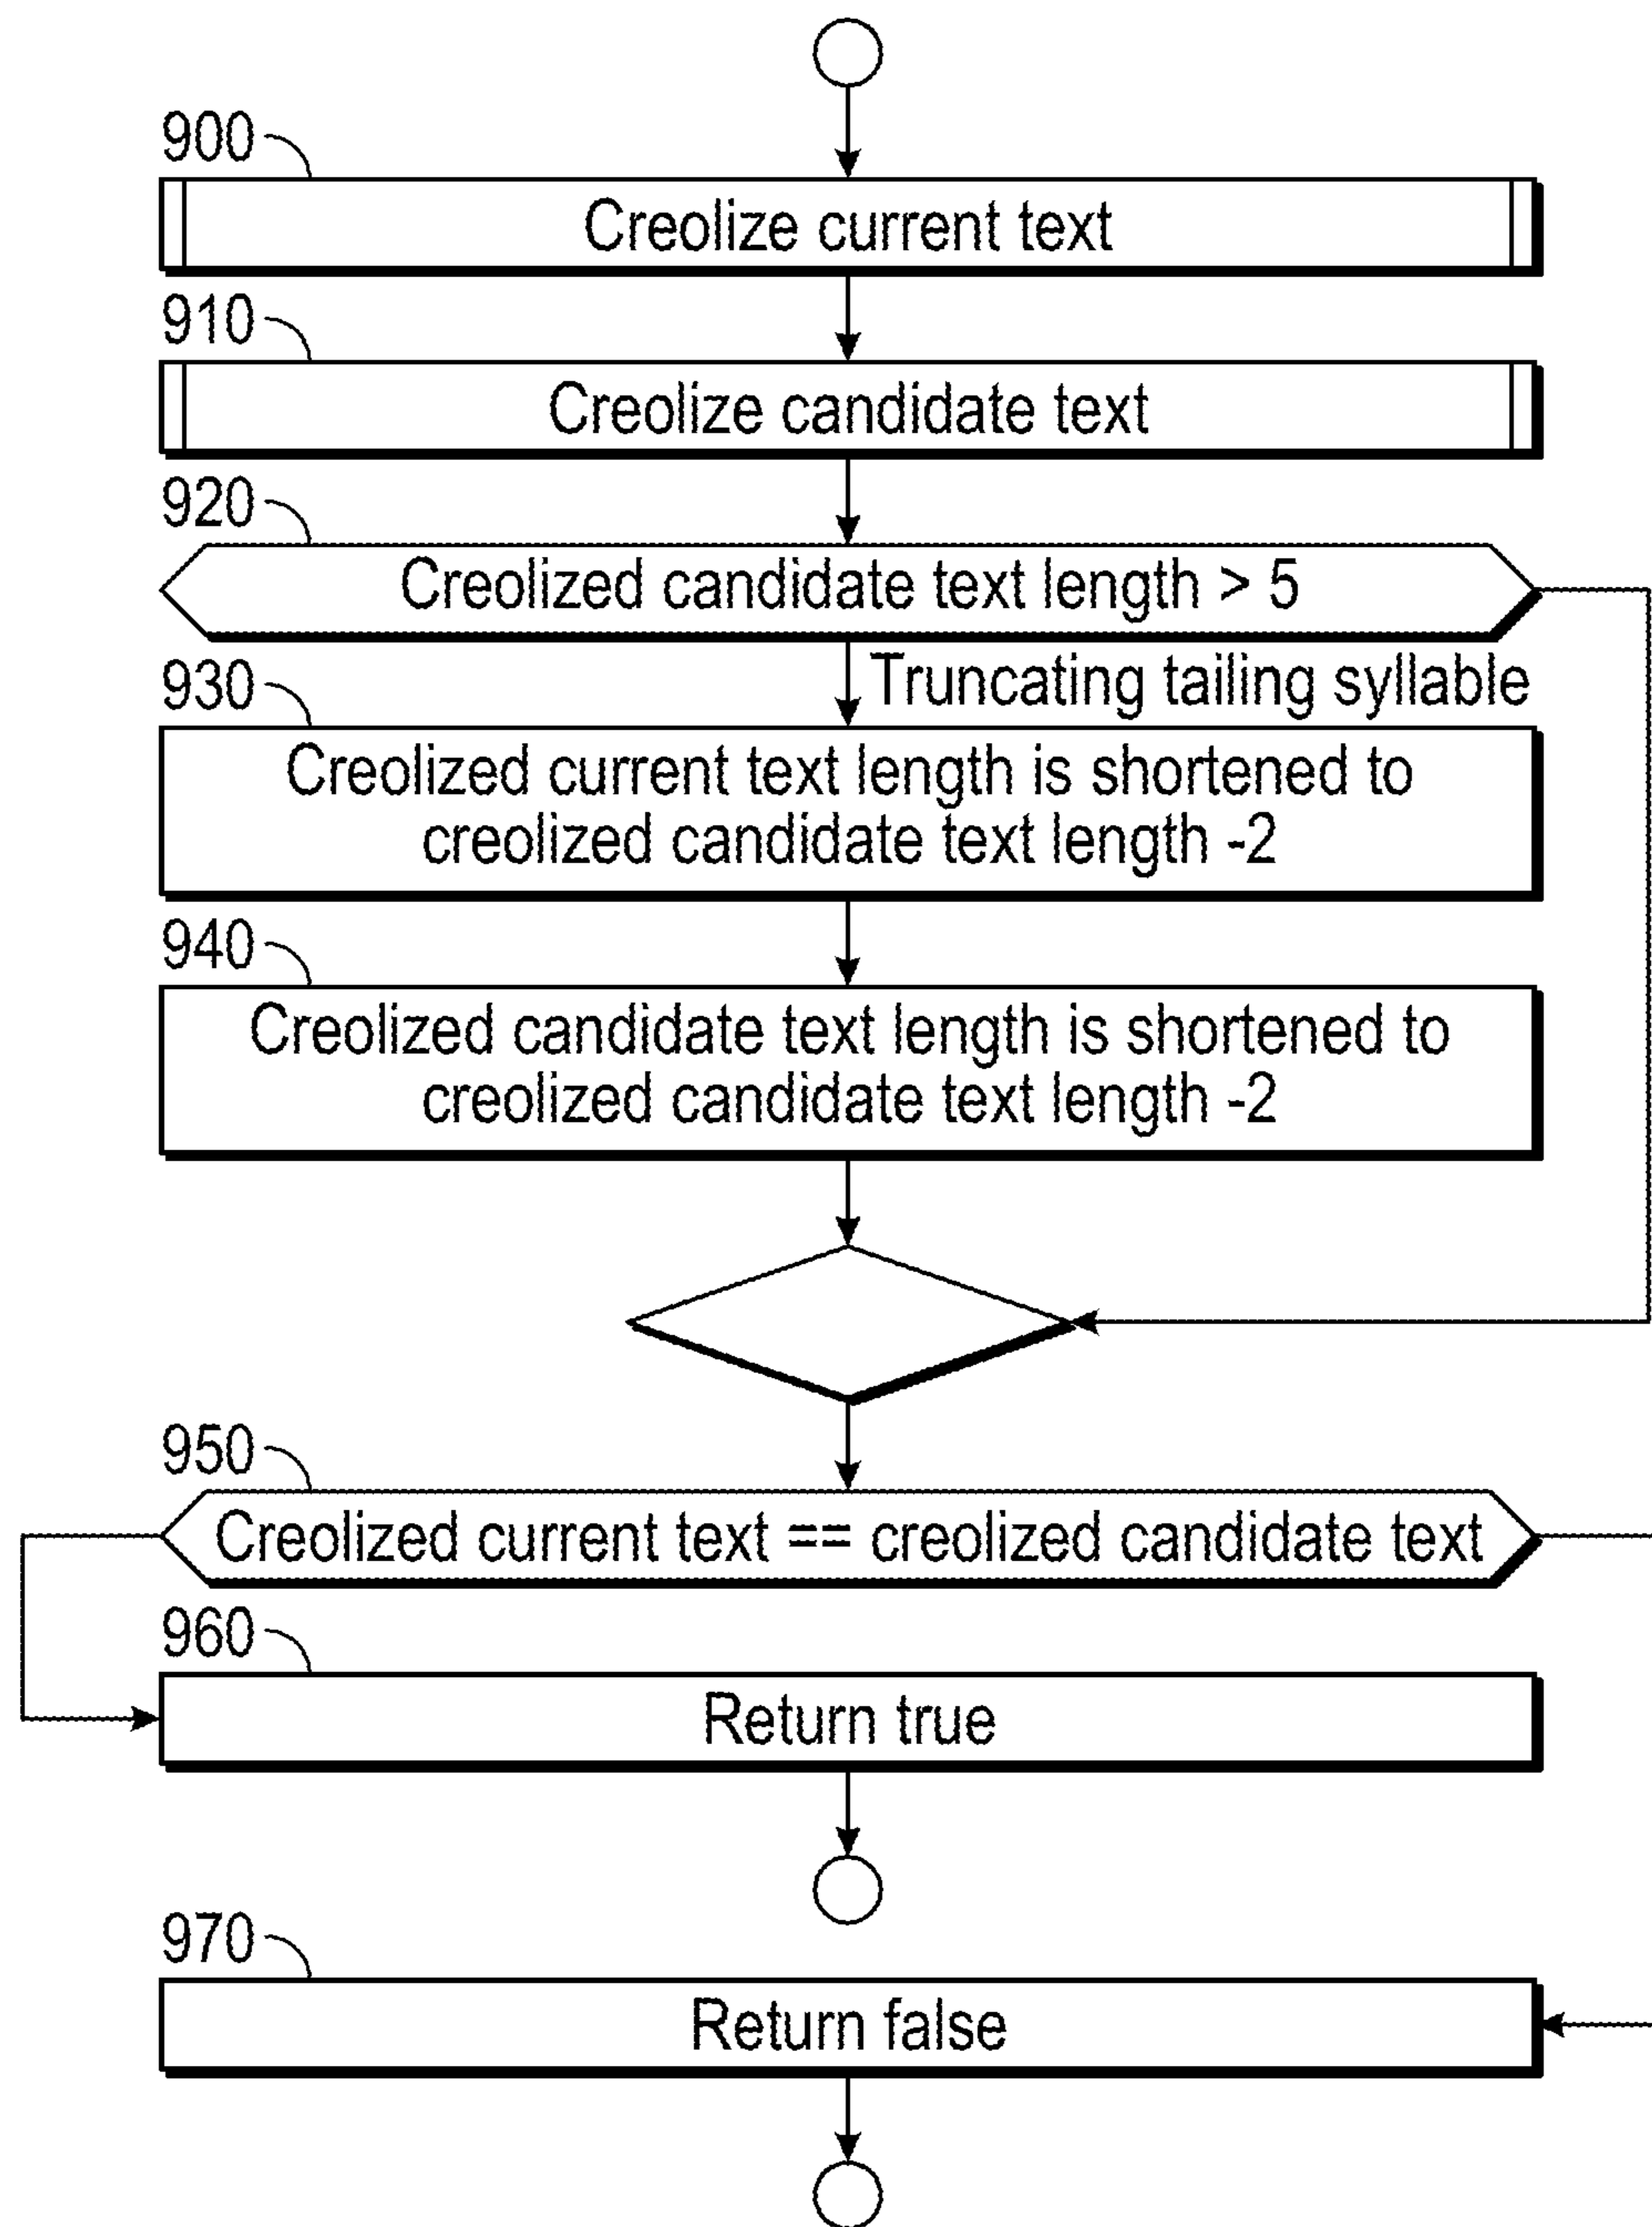 900
Creolize current text
910
Creolize candidate text
920
Creolized candidate text length > 5
Truncating tailing syllable
930
Creolized current text length is shortened to
creolized candidate text length -2
940
Creolized candidate text length is shortened to
creolized candidate text length -2
950
Creolized current text == creolized candidate text
960
Return true
970
Return false